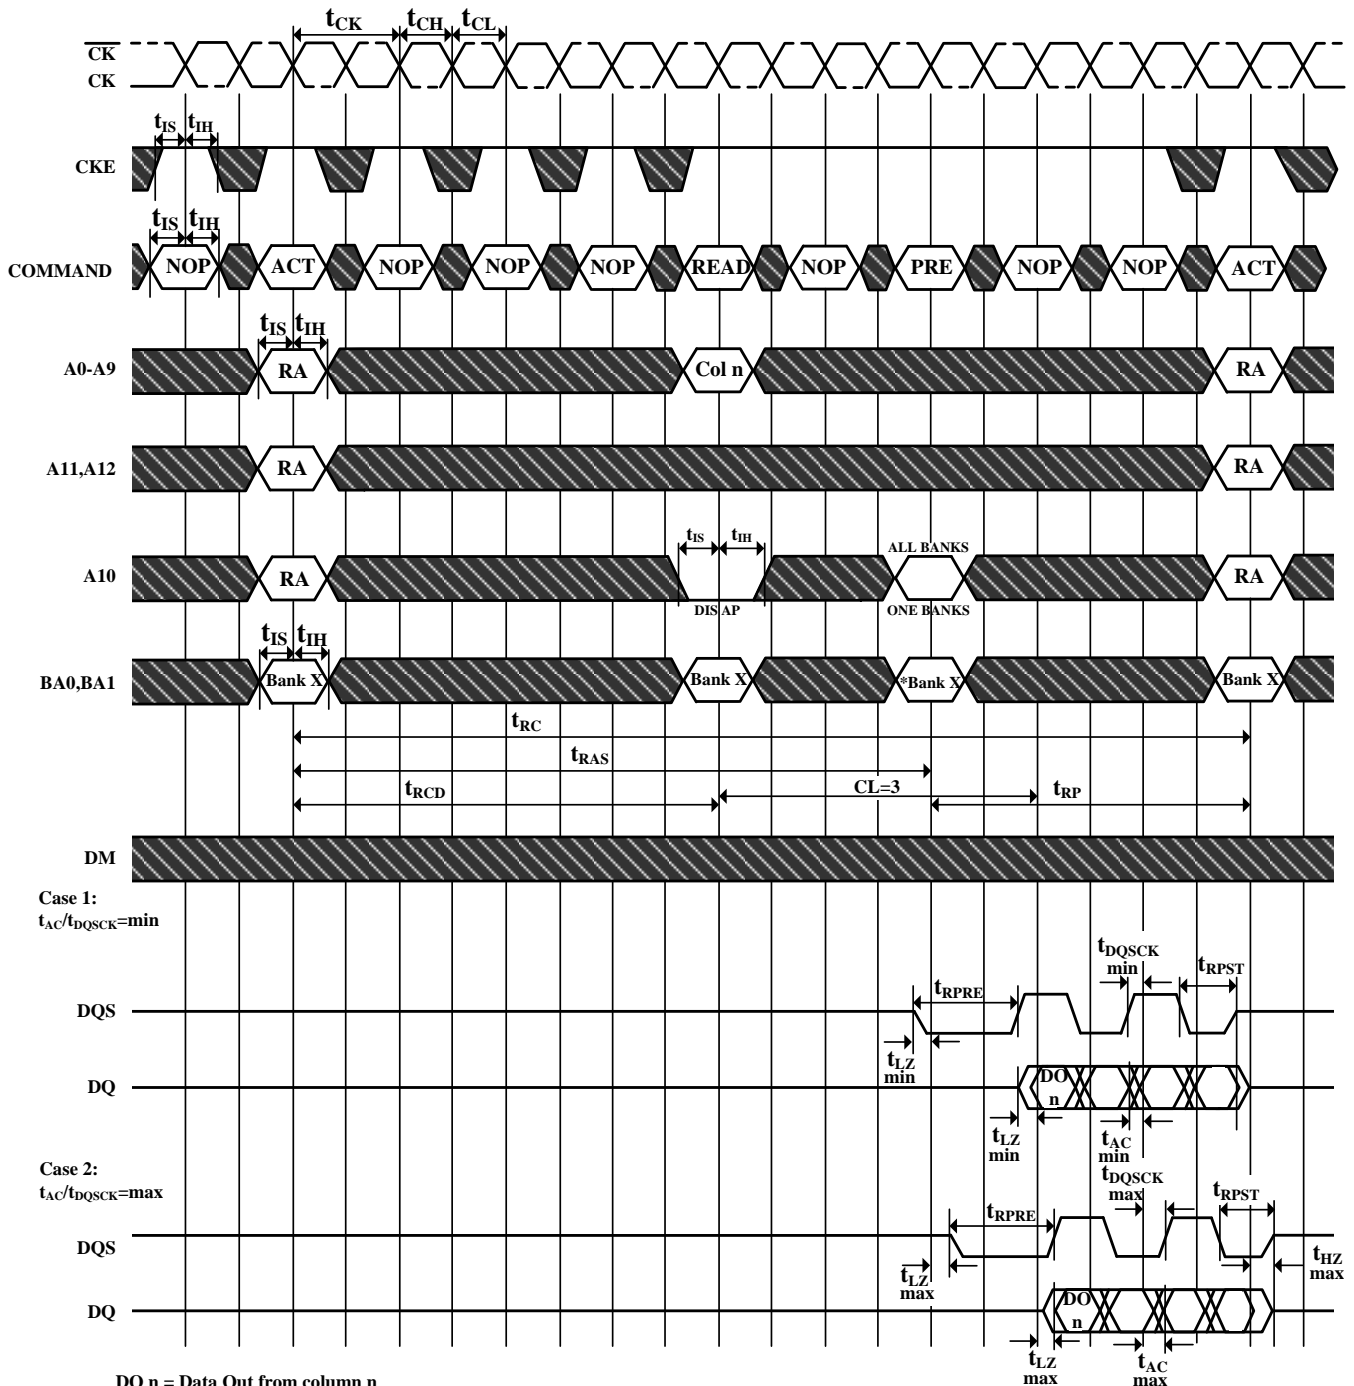 tCK tCH tCL
CK
CK
tIS tIH
CKE
tIS tIH
COMMAND NOP ACT NOP NOP NOP READ NOP PRE NOP NOP ACT
tIS tIH
A0-A9 RA Col n RA
A11,A12 RA RA
tIS tIH ALL BANKS
A10 RA RA
DIS AP ONE BANKS
tIS tIH
BA0,BA1 Bank X Bank X *Bank X Bank X
tRC
tRAS
tRCD CL=3 tRP
DM
Case 1:
tAC/tDQSCK=min
tDQSCK
min
tRPRE tRPST
DQS
tLZ
min
DQ DO
n
tLZ
min
tAC
min
Case 2:
tAC/tDQSCK=max
tDQSCK
max
tRPRE tRPST
DQS
tLZ
max
tHZ
max
DQ DO
n
tLZ
max
tAC
max
DO n = Data Out from column n